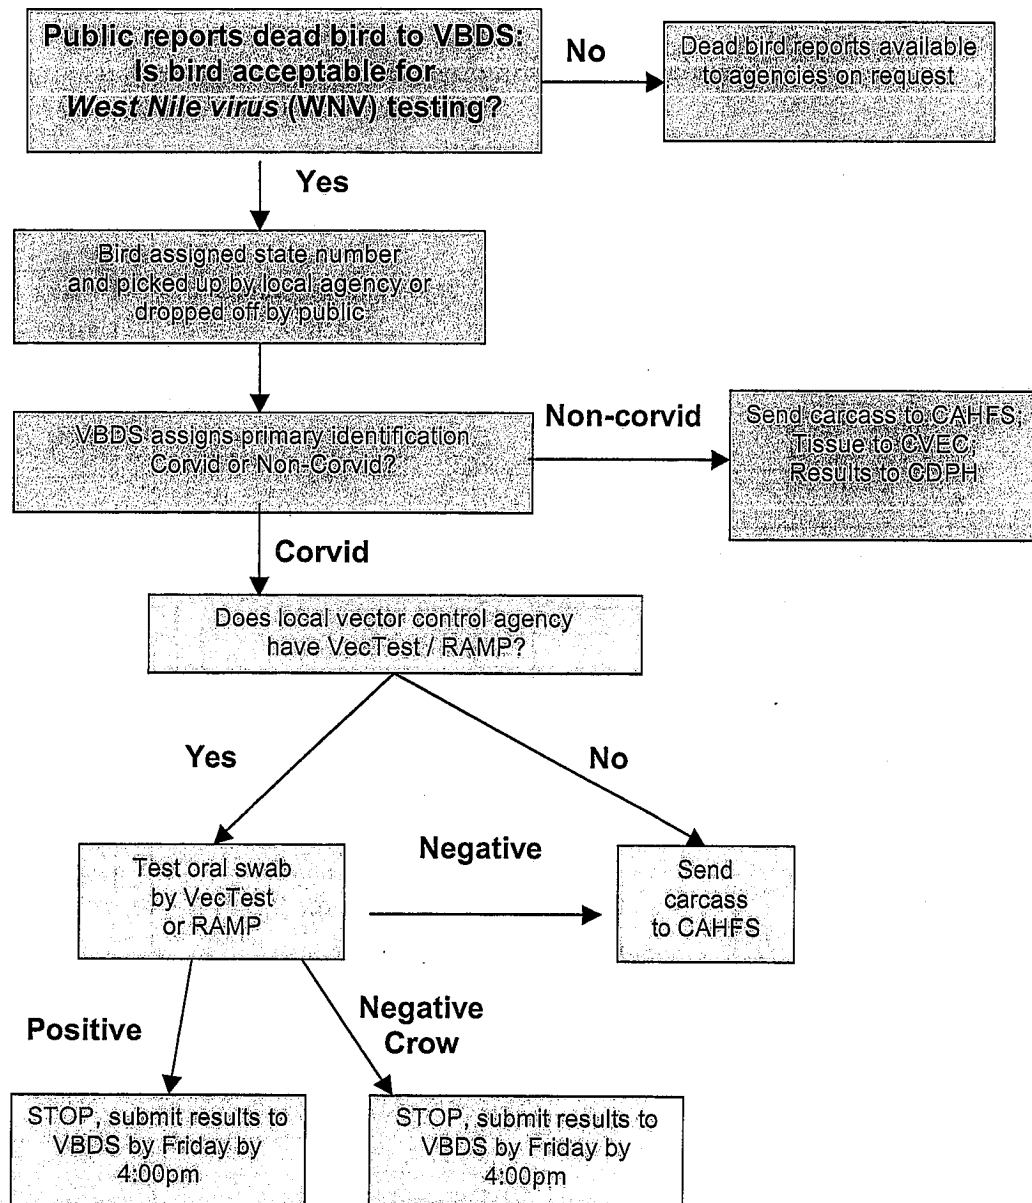 Public reports dead bird to VBDS:
Is bird acceptable for
West Nile virus (WNV) testing?
No
Dead bird reports available
to agencies on request
Yes
Bird assigned state number
and picked up by local agency or
dropped off by public.
VBDS assigns primary identification
Corvid or Non-Corvid?
Non-corvid
Send carcass to CAHFS;
Tissue to CVEC;
Results to CDPH
Corvid
Does local vector control agency
have VecTest / RAMP?
Yes
No
Test oral swab
by VecTest
or RAMP
Negative
Send
carcass
to CAHFS
Positive
Negative
Crow
STOP, submit results to
VBDS by Friday by
4:00pm
STOP, submit results to
VBDS by Friday by
4:00pm